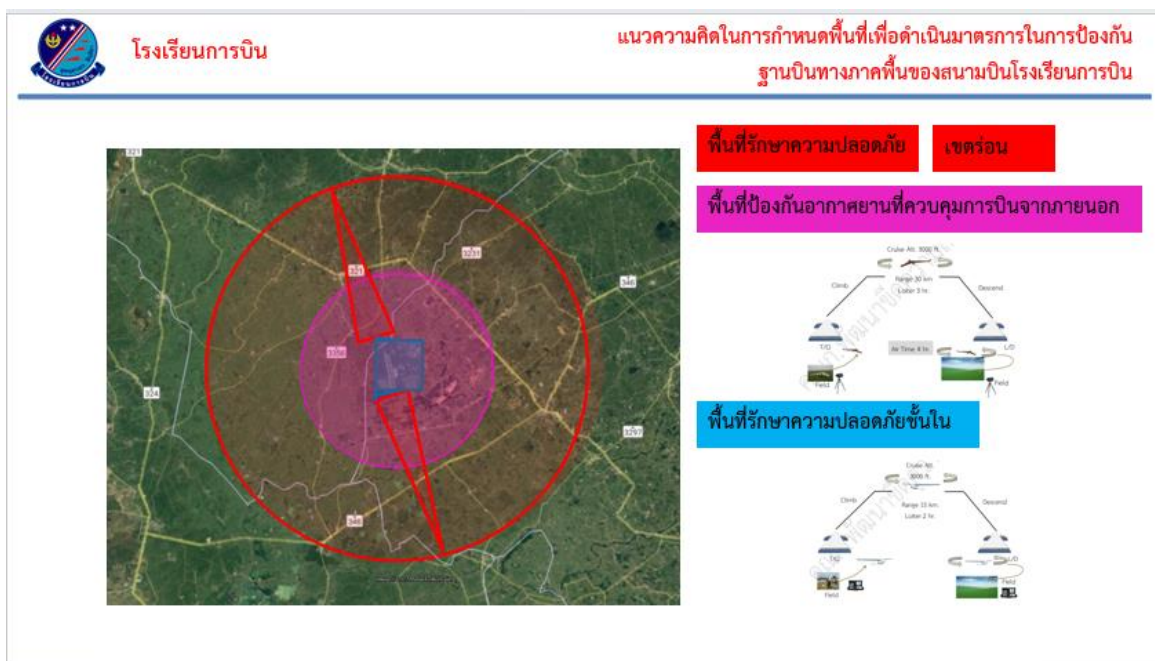 โรงเรียนการบิน
แนวความคิดในการกำหนดพื้นที่เพื่อดำเนินมาตรการในการป้องกัน
ฐานบินทางภาคพื้นของสนามบินโรงเรียนการบิน
พื้นที่รักษาความปลอดภัย
เขตร่อน
พื้นที่ป้องกันอากาศยานที่ควบคุมการบินจากภายนอก
321
3231
321
346
324
3297
346
Cruise Alt. 3000 ft.
Climb
Range 30 km.
Descend
Loiter 3 hr.
T/O
Air Time 4 hr.
L/D
Field
Field
พื้นที่รักษาความปลอดภัยชั้นใน
Cruise Alt.
3000 ft.
Climb
Descend
Loiter 2 hr.
T/O
L/D
Field
Field